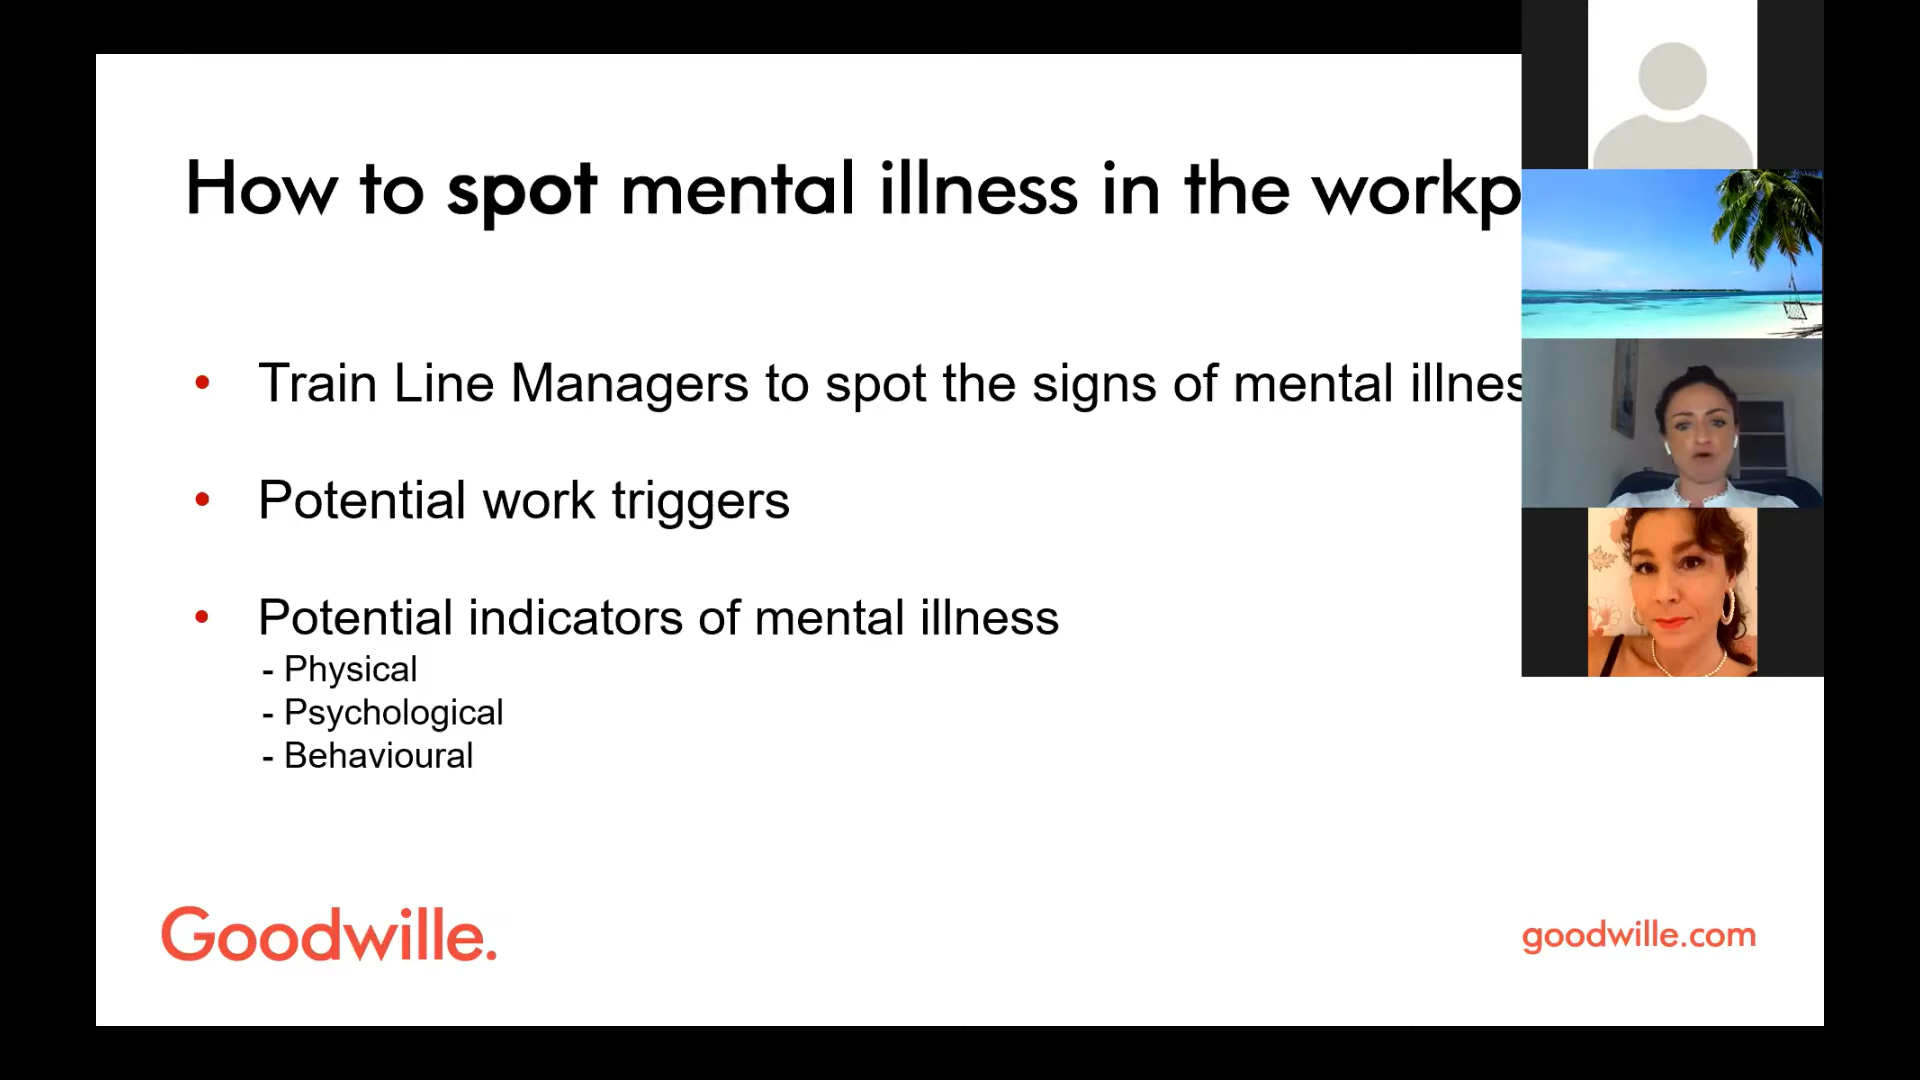 How to spot mental illness in the workp
• Train Line Managers to spot the signs of mental illnes
• Potential work triggers
• Potential indicators of mental illness
- Physical
- Psychological
- Behavioural
Goodwille.
goodwille.com